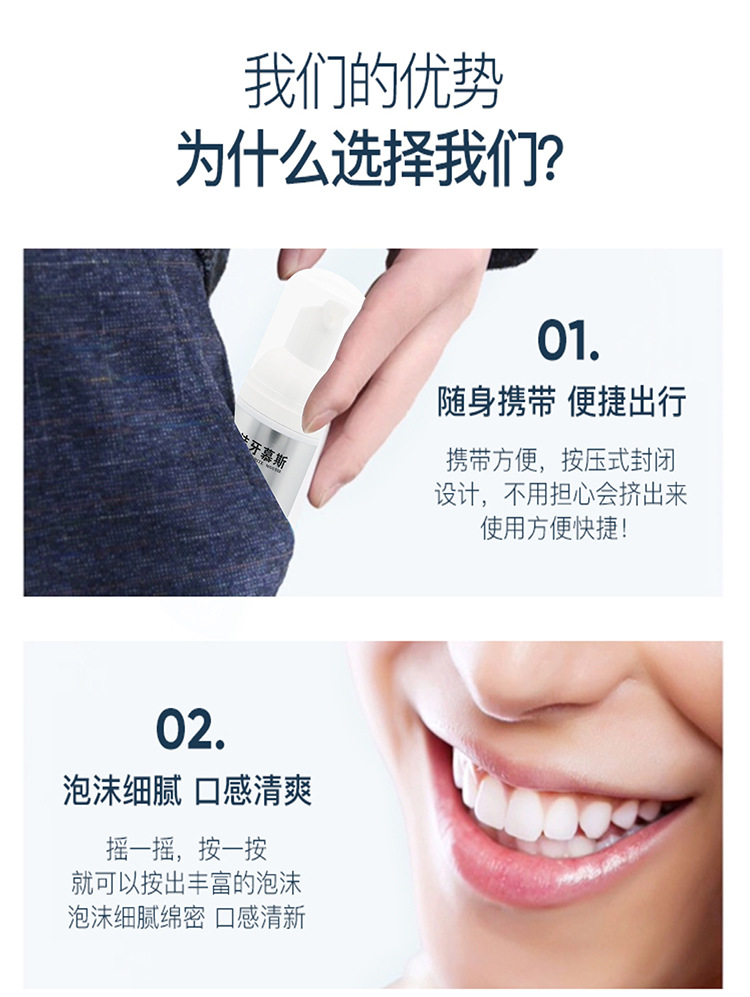 我们的优势
为什么选择我们?
01.
随身携带 便捷出行
携带方便，按压式封闭
设计，不用担心会挤出来
使用方便快捷！
牙慕斯
02.
泡沫细腻 口感清爽
摇一摇，按一按
就可以按出丰富的泡沫
泡沫细腻绵密 口感清新